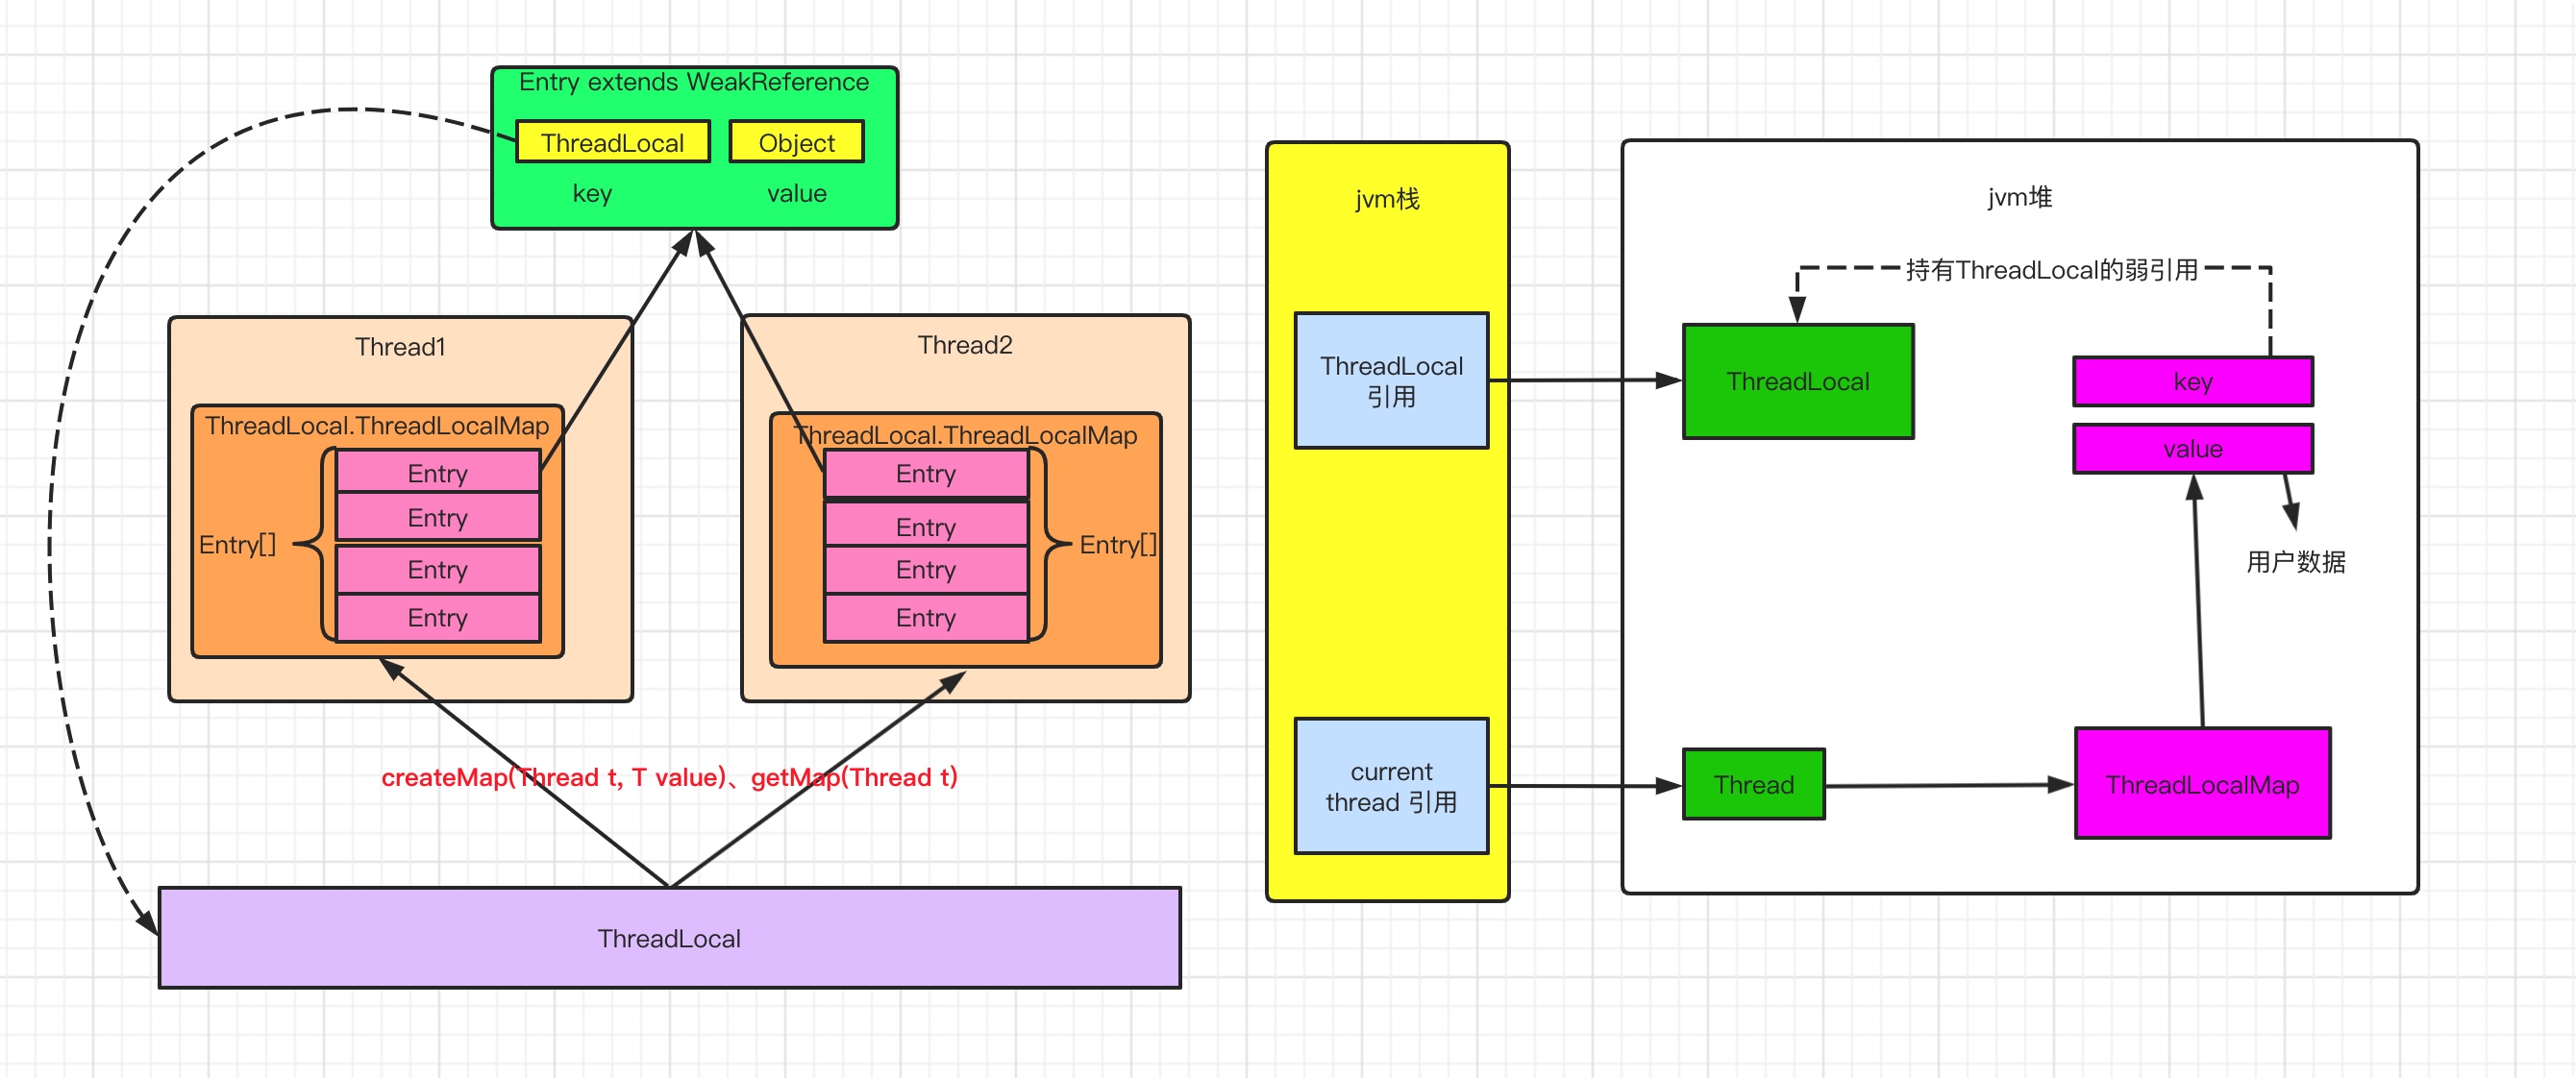 Entry extends WeakReference
ThreadLocal
Object
key
value
Thread1
ThreadLocal.ThreadLocalMap
Entry
Entry
Entry[]
Entry
Entry
Thread2
ThreadLocal.ThreadLocalMap
Entry
Entry
Entry[]
Entry
Entry
createMap(Thread t, T value)、getMap(Thread t)
ThreadLocal
jvm栈
ThreadLocal
引用
current
thread 引用
jvm堆
持有ThreadLocal的弱引用
ThreadLocal
key
value
用户数据
Thread
ThreadLocalMap